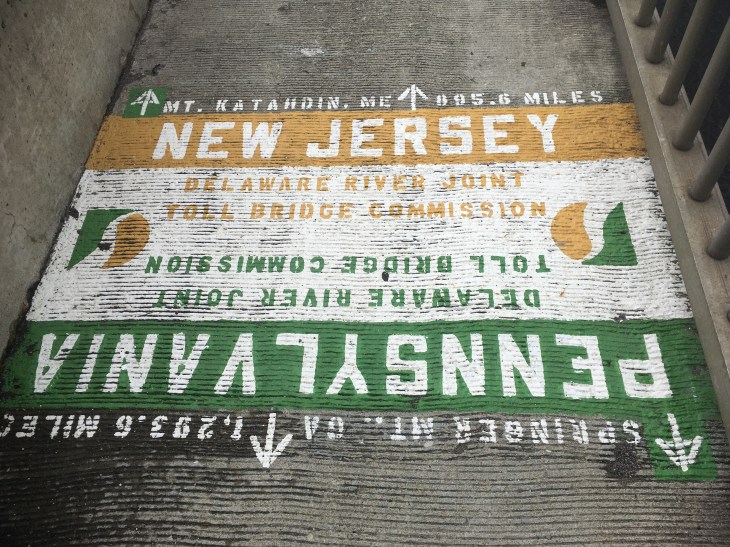 MT. KATAHDIN, ME 895.6 MILES
NEW JERSEY
DELAWARE RIVER JOINT
TOLL BRIDGE COMMISSION
SPRINGER MT., GA 1,293.6 MILES
PENNSYLVANIA
DELAWARE RIVER JOINT
TOLL BRIDGE COMMISSION